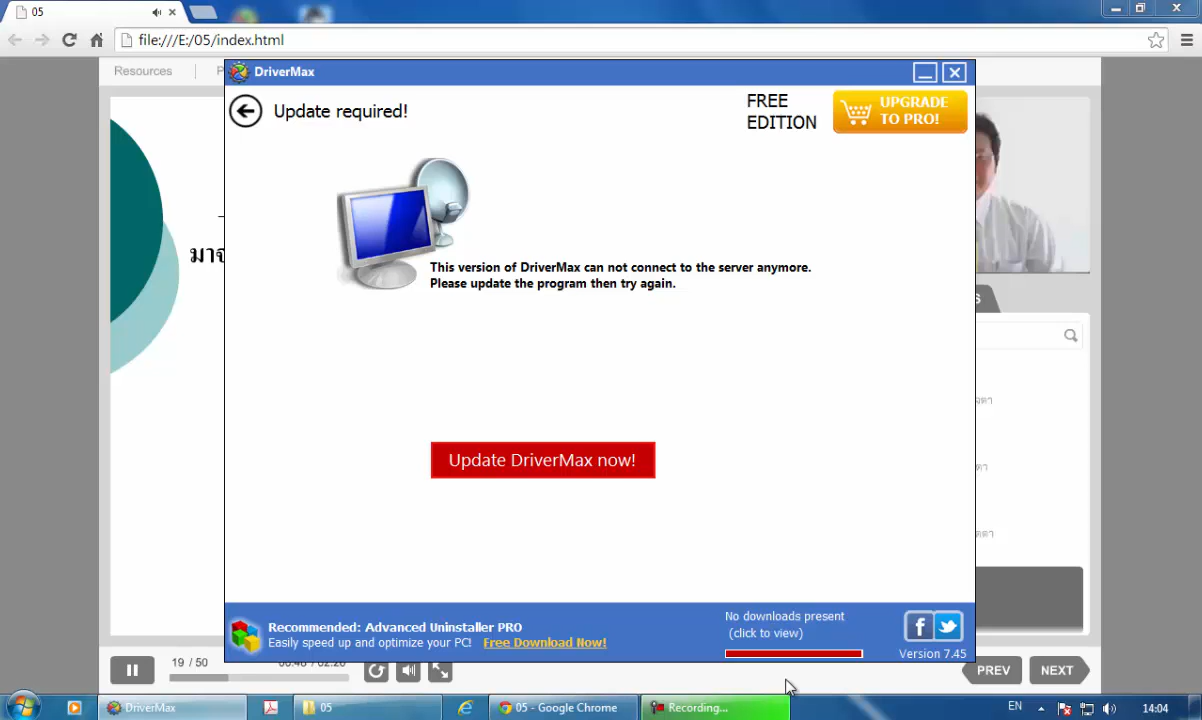 05
file:///E:/05/index.html
Resources
DriverMax
Update required!
FREE
EDITION
UPGRADE
TO PRO!
This version of DriverMax can not connect to the server anymore.
Please update the program then try again.
Update DriverMax now!
Recommended: Advanced Uninstaller PRO
Easily speed up and optimize your PC! Free Download Now!
No downloads present
(click to view)
Version 7.45
19 / 50
PREV
NEXT
DriverMax
05
05 - Google Chrome
Recording...
EN
14:04